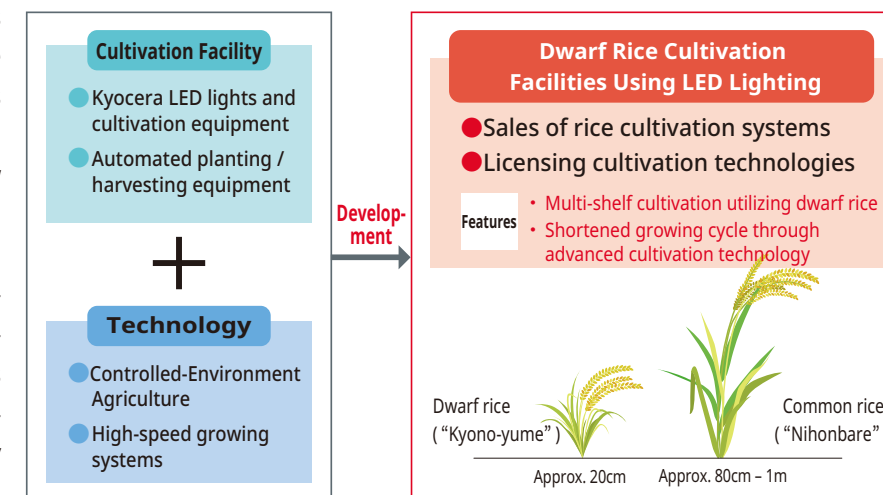 Cultivation Facility
Kyocera LED lights and
cultivation equipment
Automated planting /
harvesting equipment
+
Technology
Controlled-Environment
Agriculture
High-speed growing
systems
Develop-
ment
Dwarf Rice Cultivation
Facilities Using LED Lighting
Sales of rice cultivation systems
Licensing cultivation technologies
Features
・ Multi-shelf cultivation utilizing dwarf rice
・ Shortened growing cycle through
advanced cultivation technology
Dwarf rice
( “Kyono-yume” )
Approx. 20cm
Common rice
( “Nihonbare”
Approx. 80cm – 1m